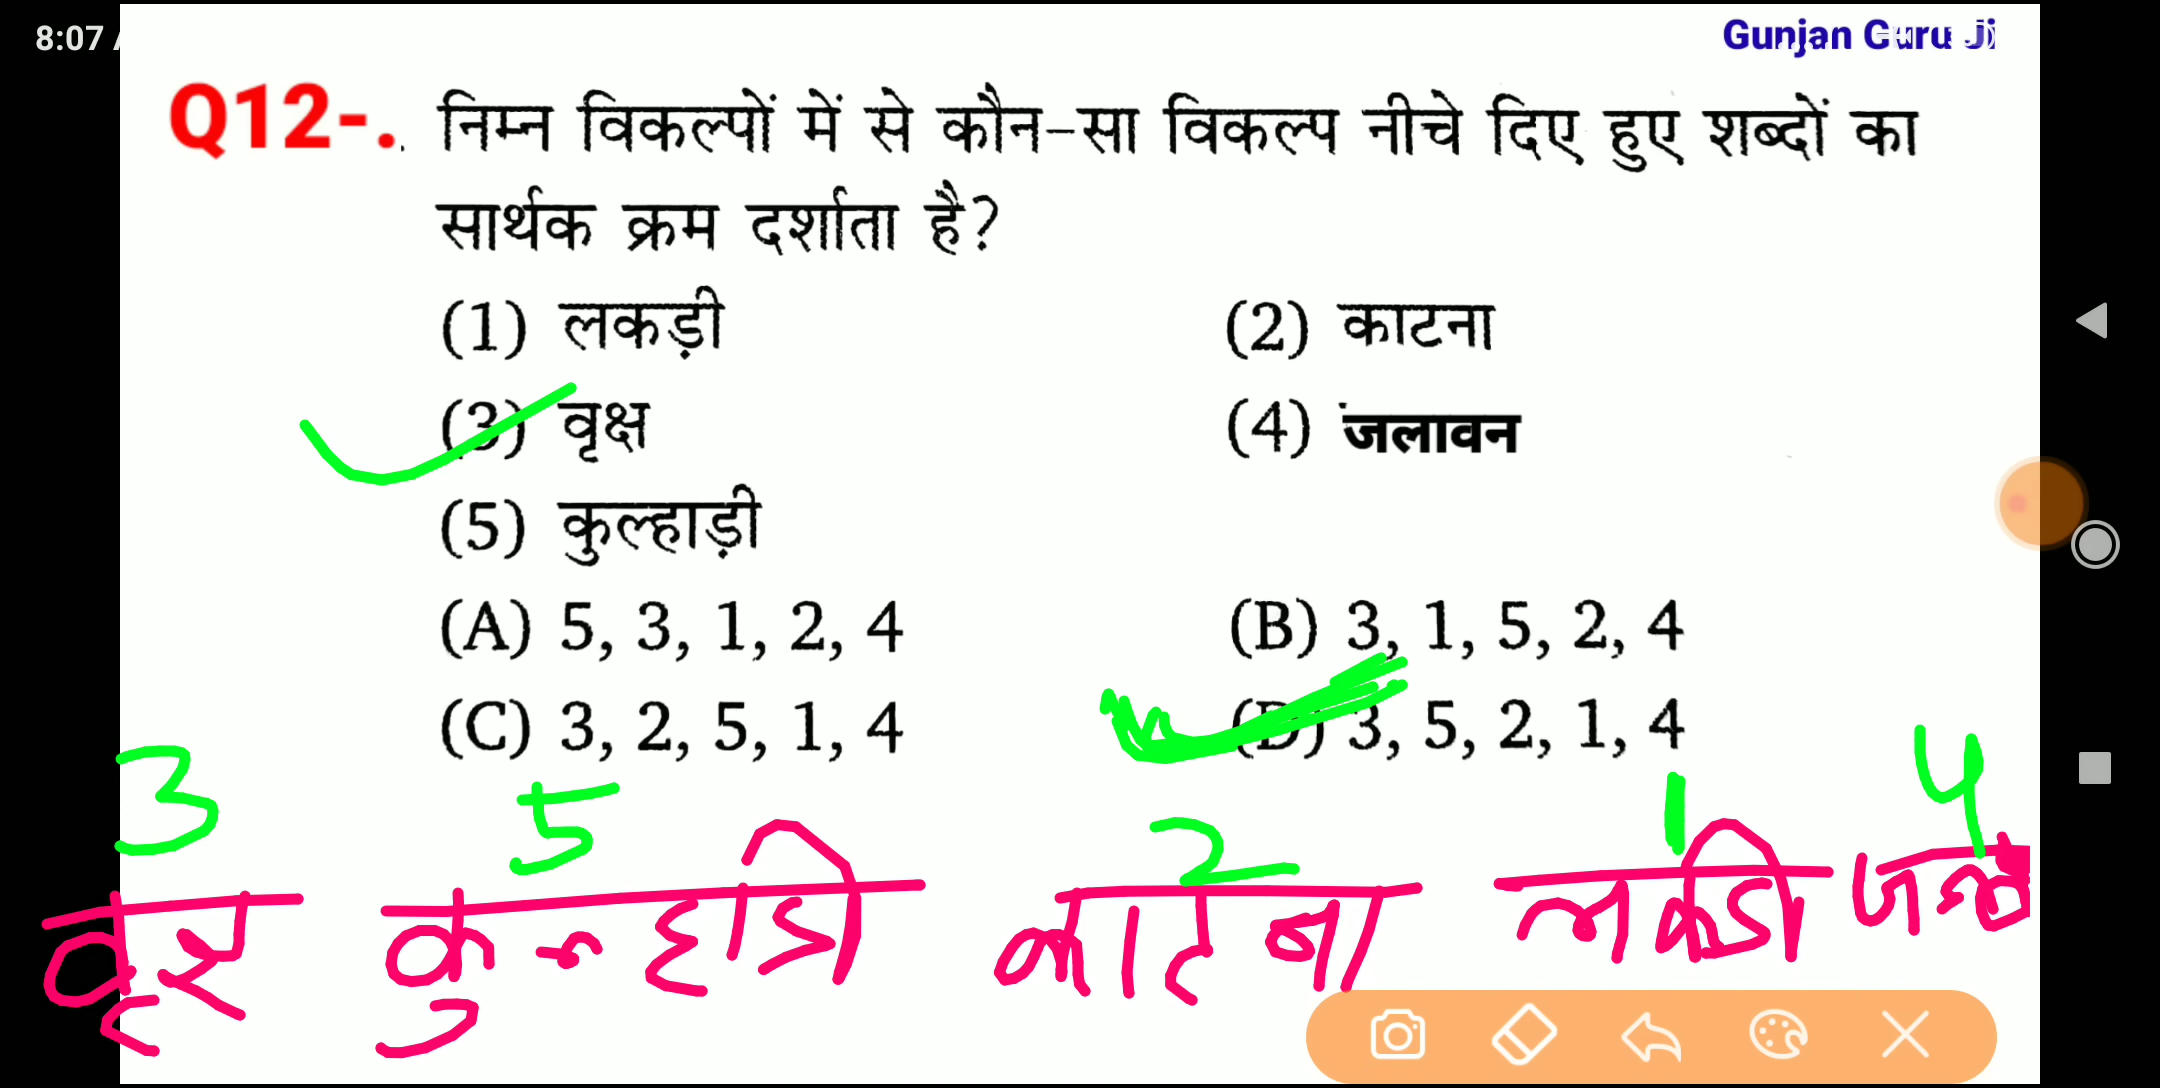 8:07
Gunjan Guru Ji
Q12-. निम्न विकल्पों में से कौन-सा विकल्प नीचे दिए हुए शब्दों का
सार्थक क्रम दर्शाता है?
(1) लकड़ी (2) काटना
(3) वृक्ष (4) जलावन
(5) कुल्हाड़ी
(A) 5, 3, 1, 2, 4 (B) 3, 1, 5, 2, 4
(C) 3, 2, 5, 1, 4 (D) 3, 5, 2, 1, 4
3 5 2 1 4
काटना लकडी